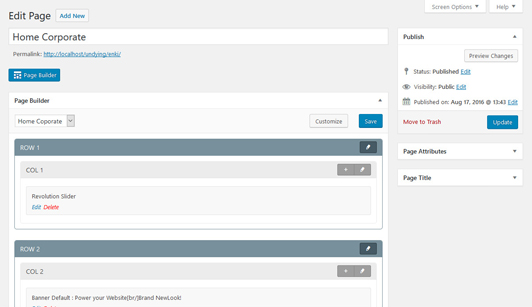 Screen Options Help
Edit Page Add New
Home Corporate
Permalink: http://localhost/undying/enki/
Page Builder
Page Builder
Home Coporate Customize Save
ROW 1
COL 1
Revolution Slider
Edit Delete
ROW 2
COL 2
Banner Default : Power your Website[br/]Brand NewLook!
Publish
Preview Changes
Status: Published Edit
Visibility: Public Edit
Published on: Aug 17, 2016 @ 13:43 Edit
Move to Trash Update
Page Attributes
Page Title